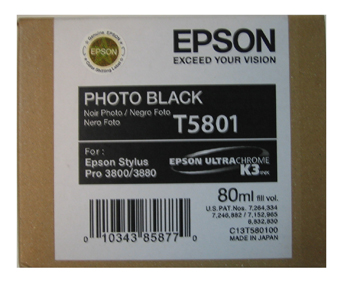 EPSON
EPSON
EXCEED YOUR VISION
PHOTO BLACK
Noir Photo / Negro Foto
Nero Foto
T5801
For :
Epson Stylus
Pro 3800/3880
EPSON ULTRACHROME
K3 INK
80ml fill vol.
U.S.PAT.Nos. 7,264,334
7,240,882 / 7,152,965
6,832,830
C13T580100
MADE IN JAPAN
0 10343 85877 0